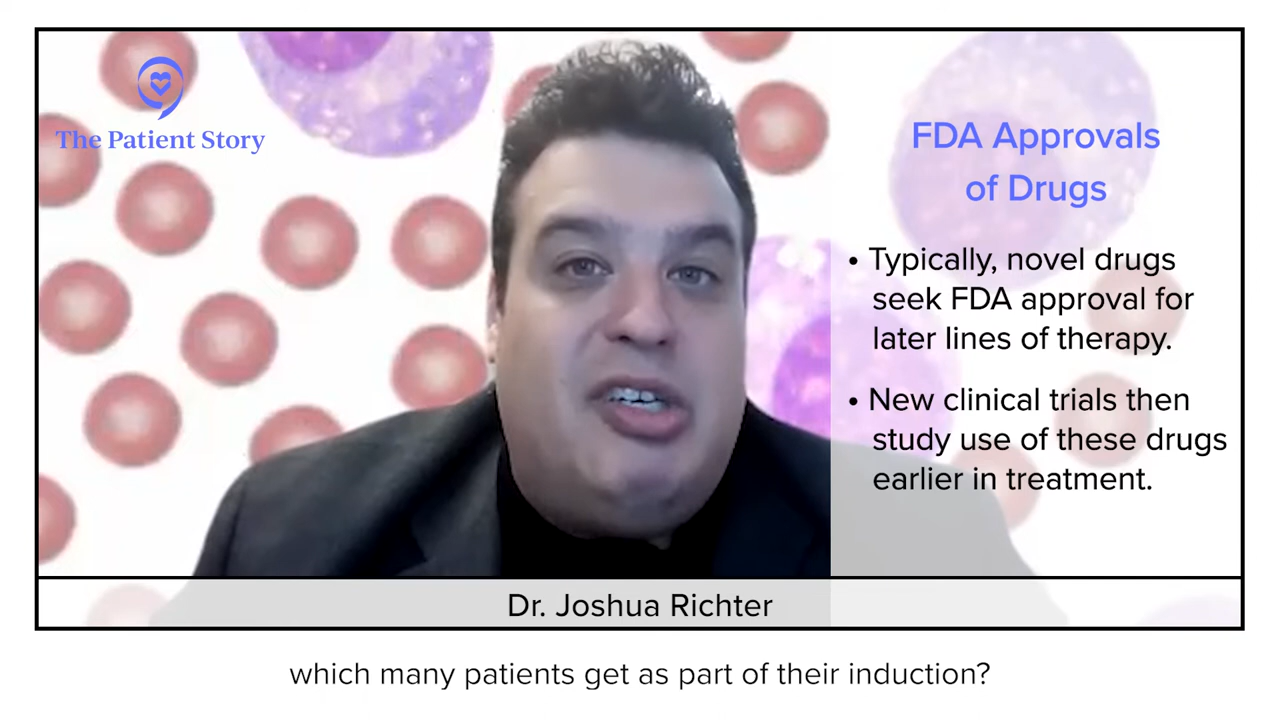 The Patient Story
FDA Approvals
of Drugs
• Typically, novel drugs
seek FDA approval for
later lines of therapy.
• New clinical trials then
study use of these drugs
earlier in treatment.
Dr. Joshua Richter
which many patients get as part of their induction?